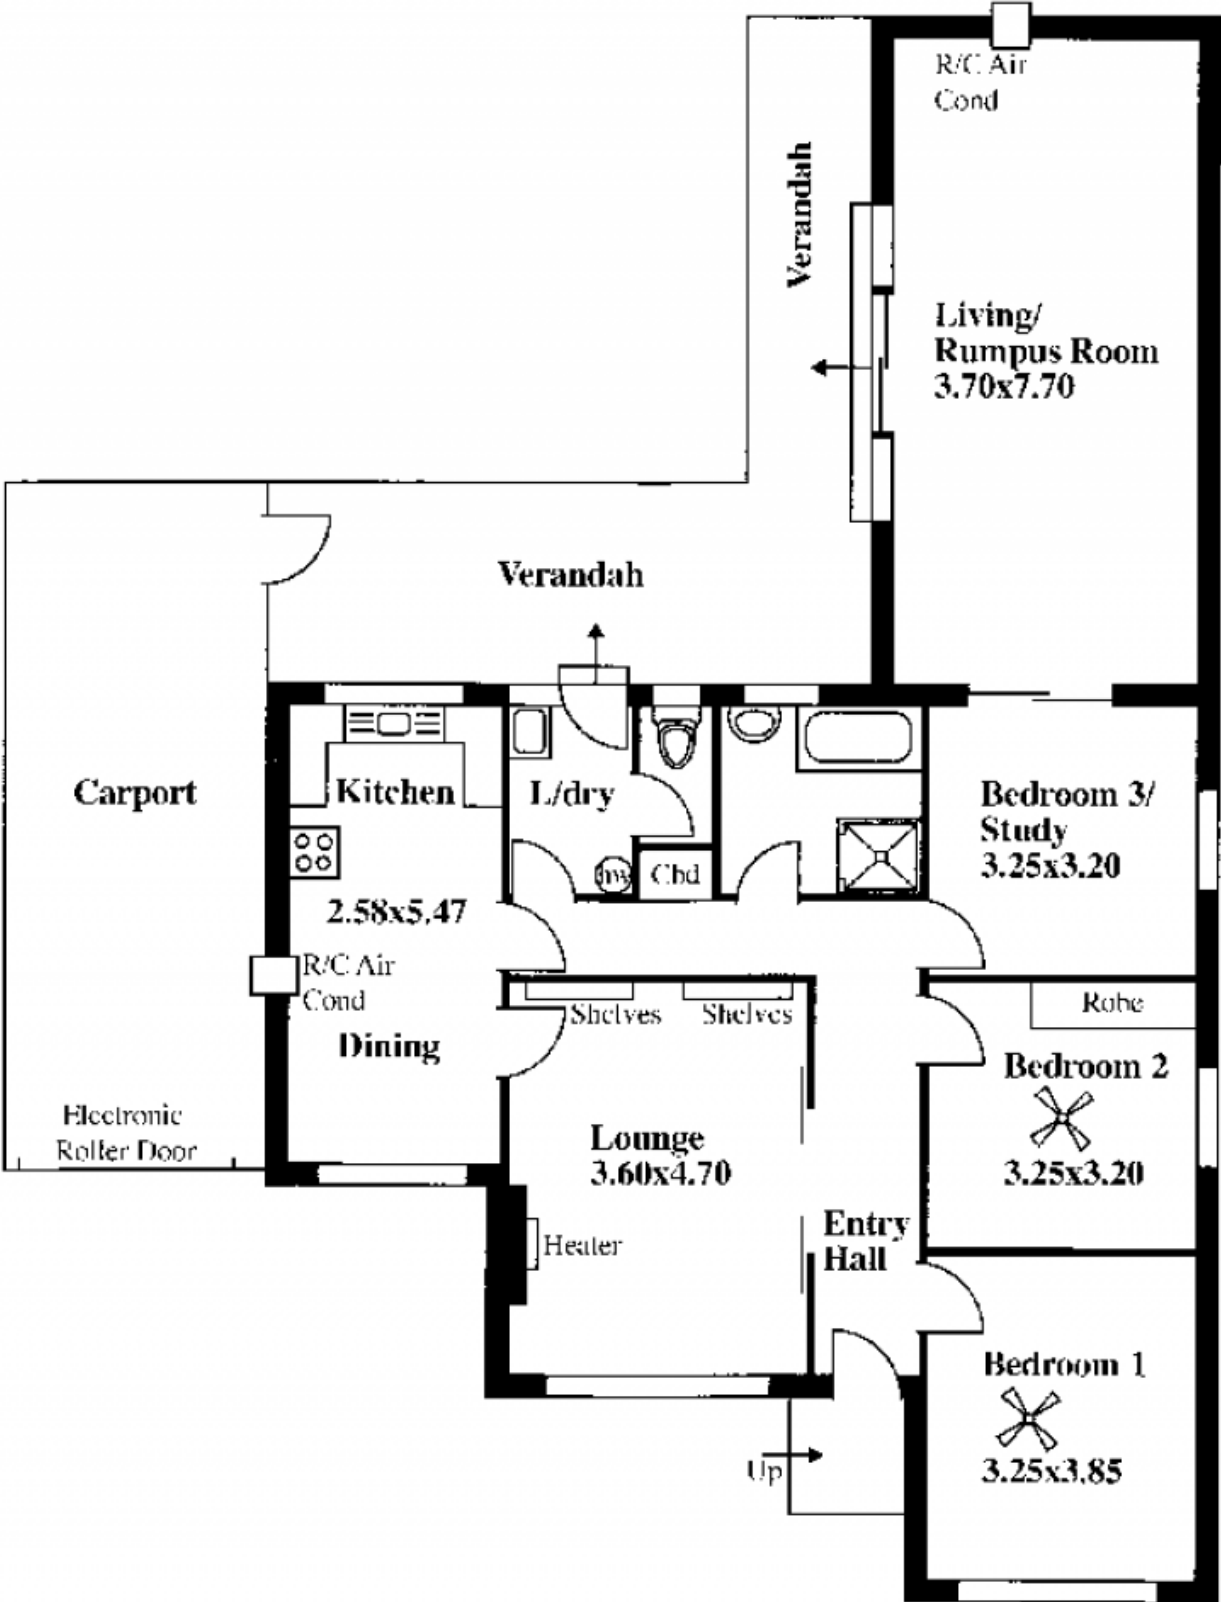 R/C Air
Cond
Verandah
Living/
Rumpus Room
3.70x7.70
Verandah
Carport
Kitchen
L/dry
Bedroom 3/
Study
3.25x3.20
Cbd
2.58x5.47
R/C Air
Cond
Shelves
Shelves
Robe
Dining
Bedroom 2
Electronic
Roller Door
Lounge
3.60x4.70
3.25x3.20
Entry
Hall
Heater
Bedroom 1
Up
3.25x3.85